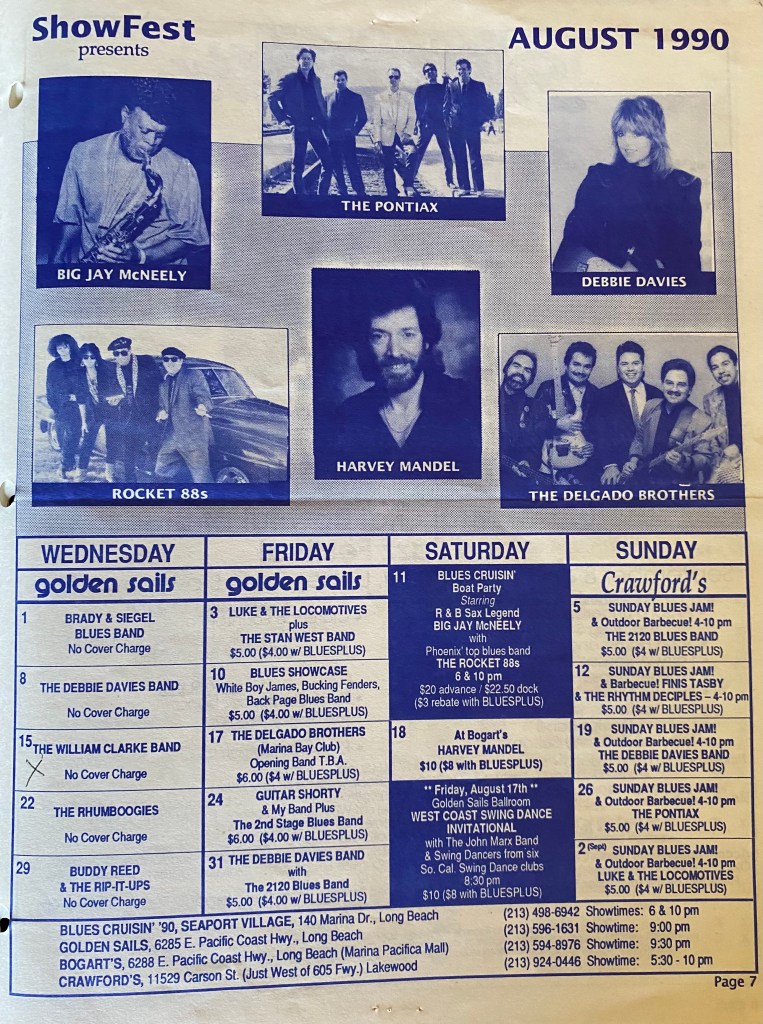 ShowFest
presents
AUGUST 1990
BIG JAY McNEELY
THE PONTIAX
DEBBIE DAVIES
ROCKET 88s
HARVEY MANDEL
THE DELGADO BROTHERS
WEDNESDAY
golden sails
1 BRADY & SIEGEL
BLUES BAND
No Cover Charge
8 THE DEBBIE DAVIES BAND
No Cover Charge
15 THE WILLIAM CLARKE BAND
X
No Cover Charge
22 THE RHUMBOOGIES
No Cover Charge
29 BUDDY REED
& THE RIP-IT-UPS
No Cover Charge
FRIDAY
golden sails
3 LUKE & THE LOCOMOTIVES
plus
THE STAN WEST BAND
$5.00 ($4.00 w/ BLUESPLUS)
10 BLUES SHOWCASE
White Boy James, Bucking Fenders,
Back Page Blues Band
$5.00 ($4.00 w/ BLUESPLUS)
17 THE DELGADO BROTHERS
(Marina Bay Club)
Opening Band T.B.A.
$6.00 ($4 w/ BLUESPLUS)
24 GUITAR SHORTY
& My Band Plus
The 2nd Stage Blues Band
$6.00 ($4.00 w/ BLUESPLUS)
31 THE DEBBIE DAVIES BAND
with
The 2120 Blues Band
$5.00 ($4.00 w/ BLUESPLUS)
SATURDAY
11 BLUES CRUISIN'
Boat Party
Starring
R & B Sax Legend
BIG JAY McNEELY
with
Phoenix' top blues band
THE ROCKET 88s
6 & 10 pm
$20 advance / $22.50 dock
($3 rebate with BLUESPLUS)
18 At Bogart's
HARVEY MANDEL
$10 ($8 with BLUESPLUS)
** Friday, August 17th **
Golden Sails Ballroom
WEST COAST SWING DANCE
INVITATIONAL
with The John Marx Band
& Swing Dancers from six
So. Cal. Swing Dance clubs
8:30 pm
$10 ($8 with BLUESPLUS)
SUNDAY
Crawford's
5 SUNDAY BLUES JAM!
& Outdoor Barbecue! 4-10 pm
THE 2120 BLUES BAND
$5.00 ($4 w/ BLUESPLUS)
12 SUNDAY BLUES JAM!
& Barbecue! FINIS TASBY
& THE RHYTHM DECIPLES – 4-10 pm
$5.00 ($4 w/ BLUESPLUS)
19 SUNDAY BLUES JAM!
& Outdoor Barbecue! 4-10 pm
THE DEBBIE DAVIES BAND
$5.00 ($4 w/ BLUESPLUS)
26 SUNDAY BLUES JAM!
& Outdoor Barbecue! 4-10 pm
THE PONTIAX
$5.00 ($4 w/ BLUESPLUS)
2 (Sept) SUNDAY BLUES JAM!
& Outdoor Barbecue! 4-10 pm
LUKE & THE LOCOMOTIVES
$5.00 ($4 w/ BLUESPLUS)
BLUES CRUISIN' '90, SEAPORT VILLAGE, 140 Marina Dr., Long Beach (213) 498-6942 Showtimes: 6 & 10 pm
GOLDEN SAILS, 6285 E. Pacific Coast Hwy., Long Beach (213) 596-1631 Showtime: 9:00 pm
BOGART'S, 6288 E. Pacific Coast Hwy., Long Beach (Marina Pacifica Mall) (213) 594-8976 Showtime: 9:30 pm
CRAWFORD'S, 11529 Carson St. (Just West of 605 Fwy.) Lakewood (213) 924-0446 Showtime: 5:30 - 10 pm
Page 7